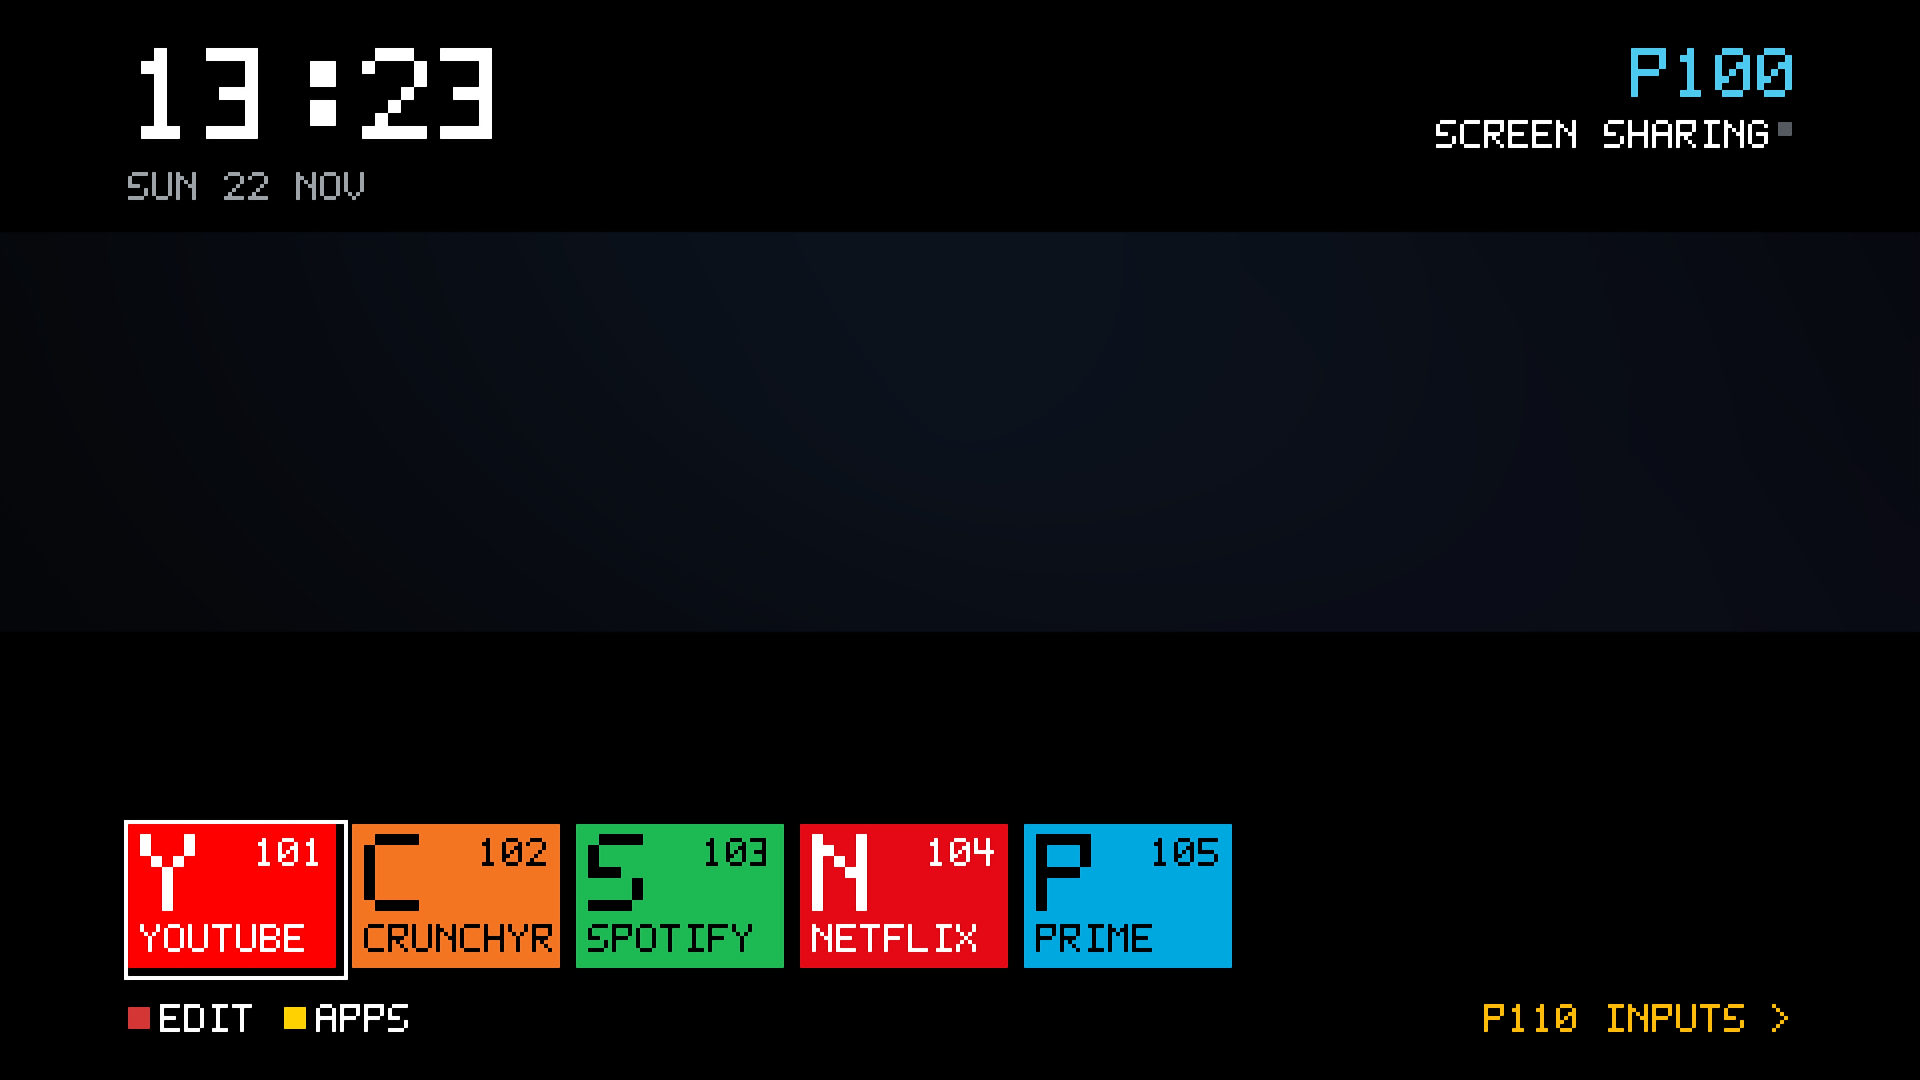 13:23
P100
SCREEN SHARING
SUN 22 NOV
Y 101
YOUTUBE
C 102
CRUNCHYR
S 103
SPOTIFY
N 104
NETFLIX
P 105
PRIME
EDIT APPS
P110 INPUTS >